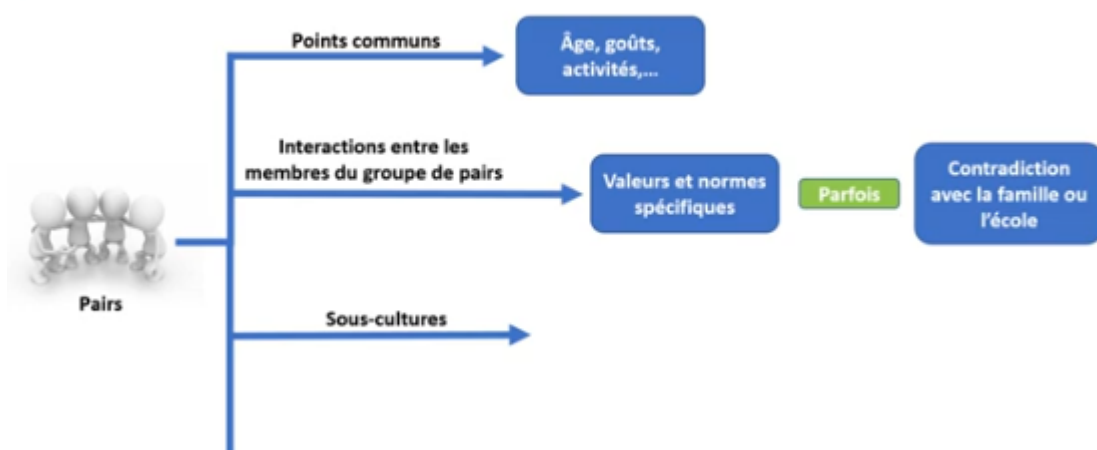 Points communs
Âge, goûts,
activités,...
Interactions entre les
membres du groupe de pairs
Valeurs et normes
spécifiques
Parfois
Contradiction
avec la famille ou
l'école
Pairs
Sous-cultures